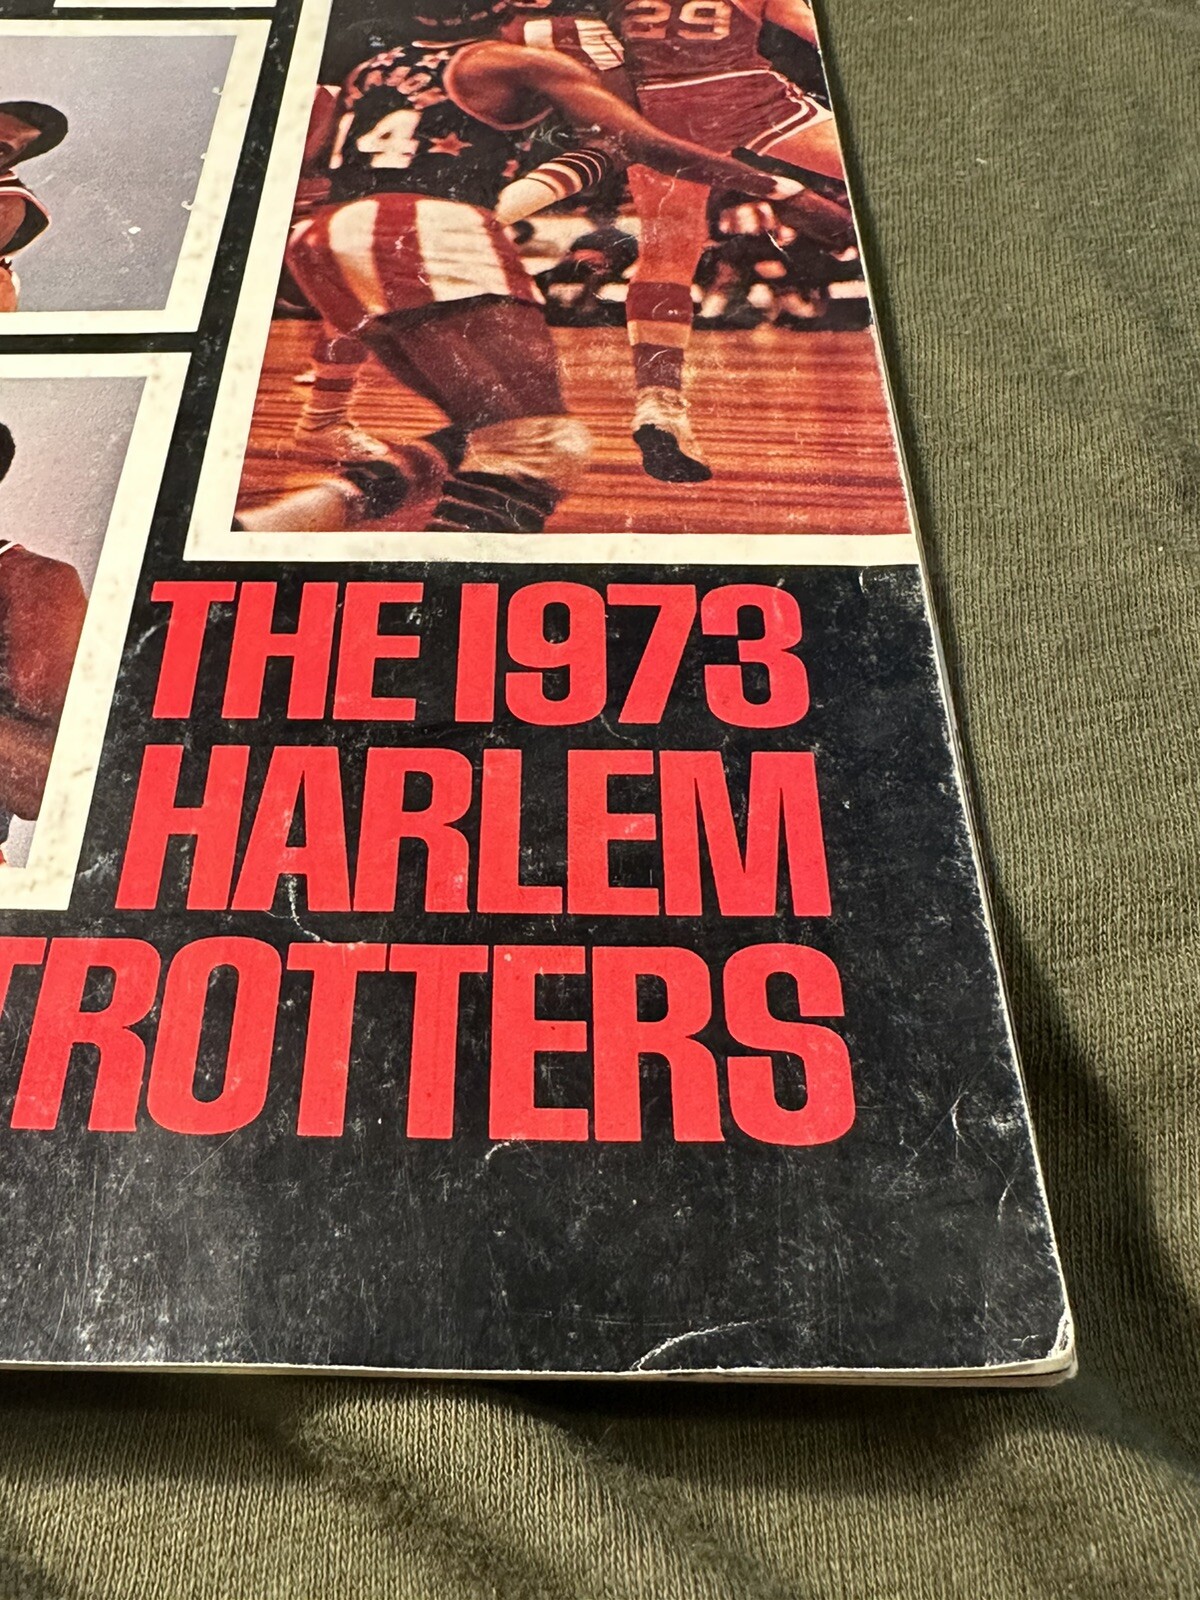 29
14
THE 1973
HARLEM
TROTTERS